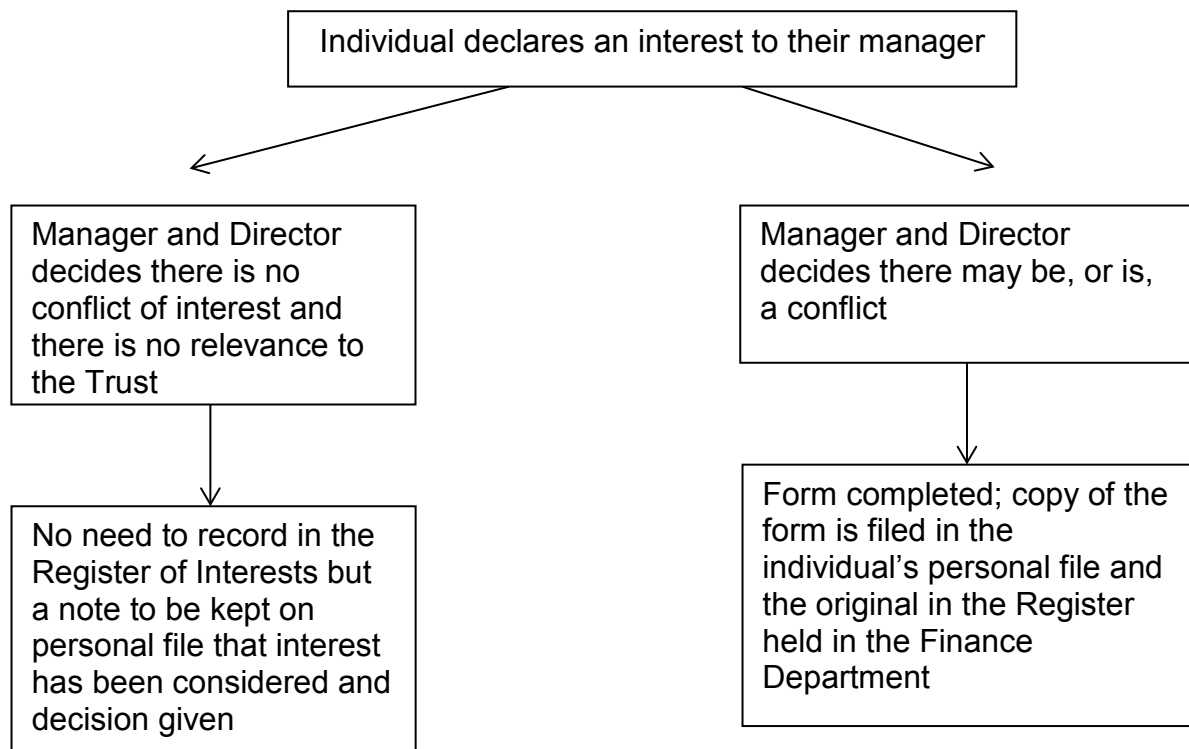 Individual declares an interest to their manager
Manager and Director
decides there is no
conflict of interest and
there is no relevance to
the Trust
Manager and Director
decides there may be, or is,
a conflict
No need to record in the
Register of Interests but
a note to be kept on
personal file that interest
has been considered and
decision given
Form completed; copy of the
form is filed in the
individual’s personal file and
the original in the Register
held in the Finance
Department